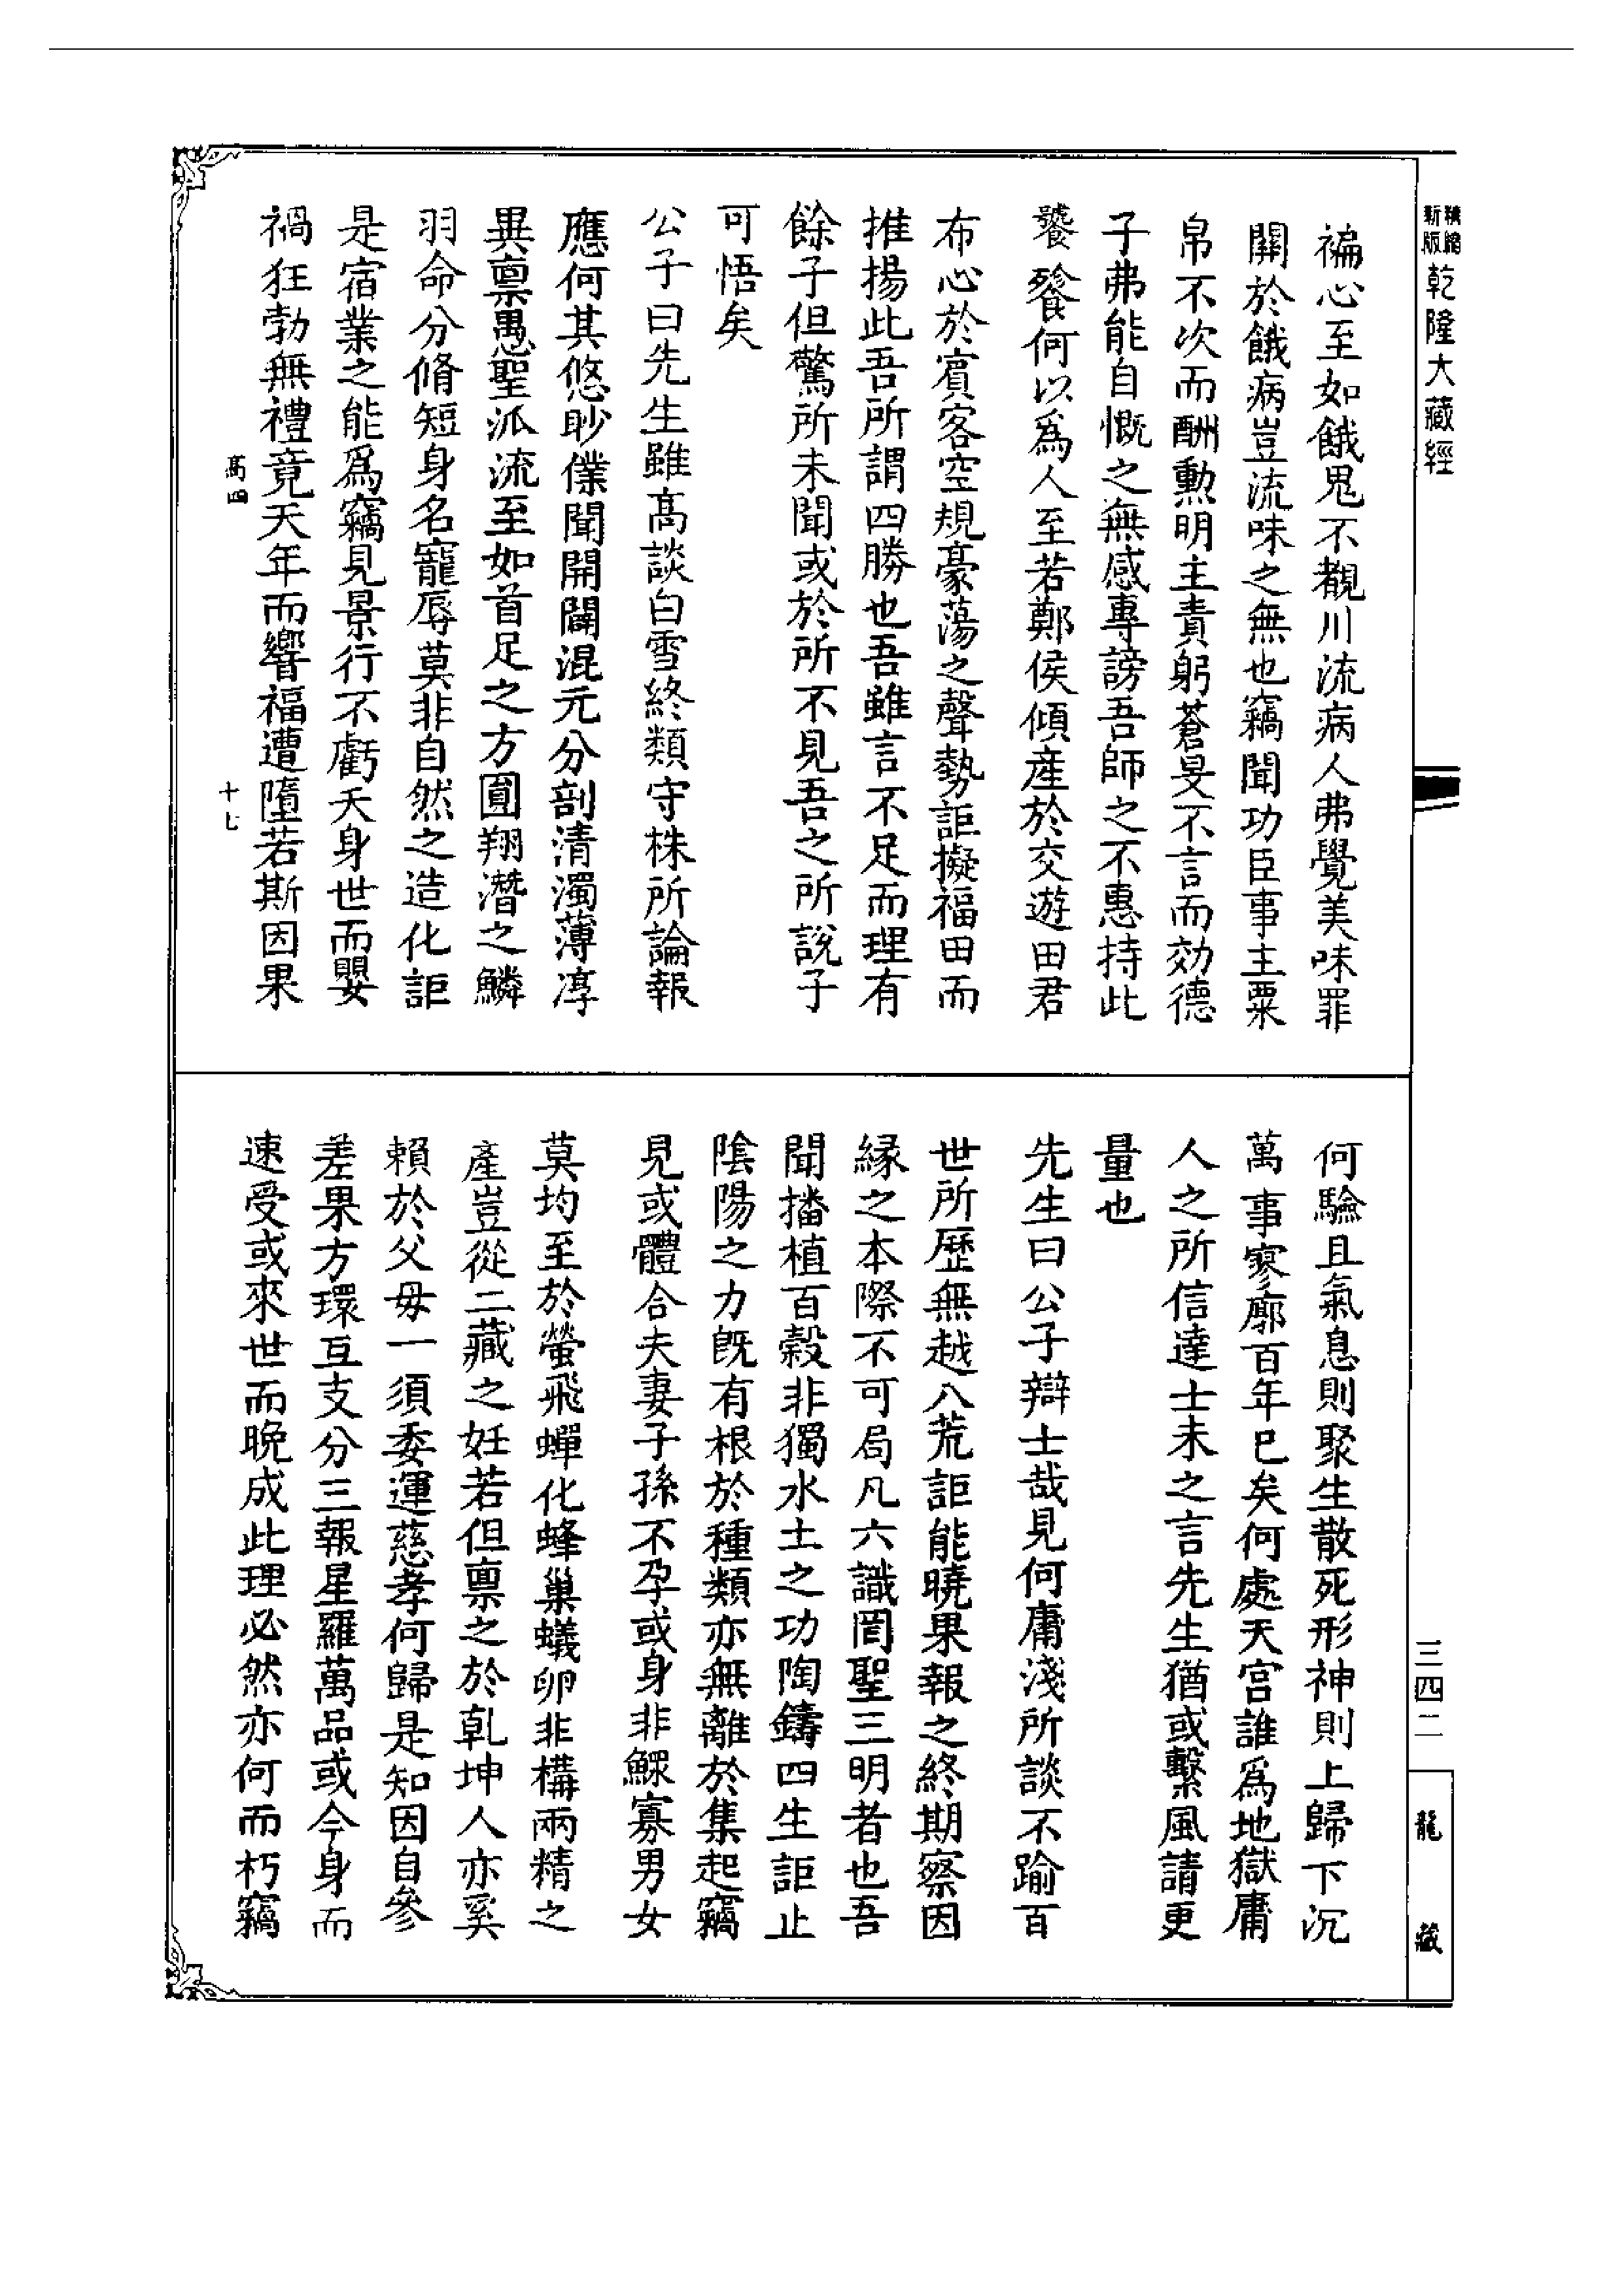 精縮新版乾隆大藏經
褊心至如餓鬼不覩川流病人弗覺美味罪
關於餓病豈流味之無也竊聞功臣事主粟
帛不次而酬勲明主責躬蒼旻不言而効德
子弗能自慨之無感專謗吾師之不惠持此
饕餮何以爲人至若鄭侯傾産於交遊田君
布心於賓客空規豪蕩之聲勢詎擬福田而
推揚此吾所謂四勝也吾雖言不足而理有
餘子但驚所未聞或於所不見吾之所說子
可悟矣
公子曰先生雖髙談白雪終類守株所論報
應何其悠眇僕聞開闢混元分剖清濁薄淳
異禀愚聖派流至如首足之方圓翔潛之鱗
羽命分脩短身名寵辱莫非自然之造化詎
是宿業之能爲竊見景行不虧夭身世而嬰
禍狂勃無禮竟天年而響福遭墮若斯因果
髙四
十七
何驗且氣息則聚生散死形神則上歸下沉
萬事寥廓百年已矣何處天宮誰爲地獄庸
人之所信達士未之言先生猶或繫風請更
量也
先生曰公子辯士哉見何庸淺所談不踰百
世所歷無越八荒詎能曉果報之終期察因
緣之本際不可局凡六識罔聖三明者也吾
聞播植百穀非獨水土之功陶鑄四生詎止
陰陽之力旣有根於種類亦無離於集起竊
見或體合夫妻子孫不孕或身非鰥寡男女
莫均至於螢飛蟬化蜂巢蟻卵非構兩精之
產豈從二藏之妊若但禀之於乹坤人亦奚
賴於父母一須委運慈孝何歸是知因自參
差果方環互支分三報星羅萬品或今身而
速受或來世而晚成此理必然亦何而朽竊
三四二
龍藏